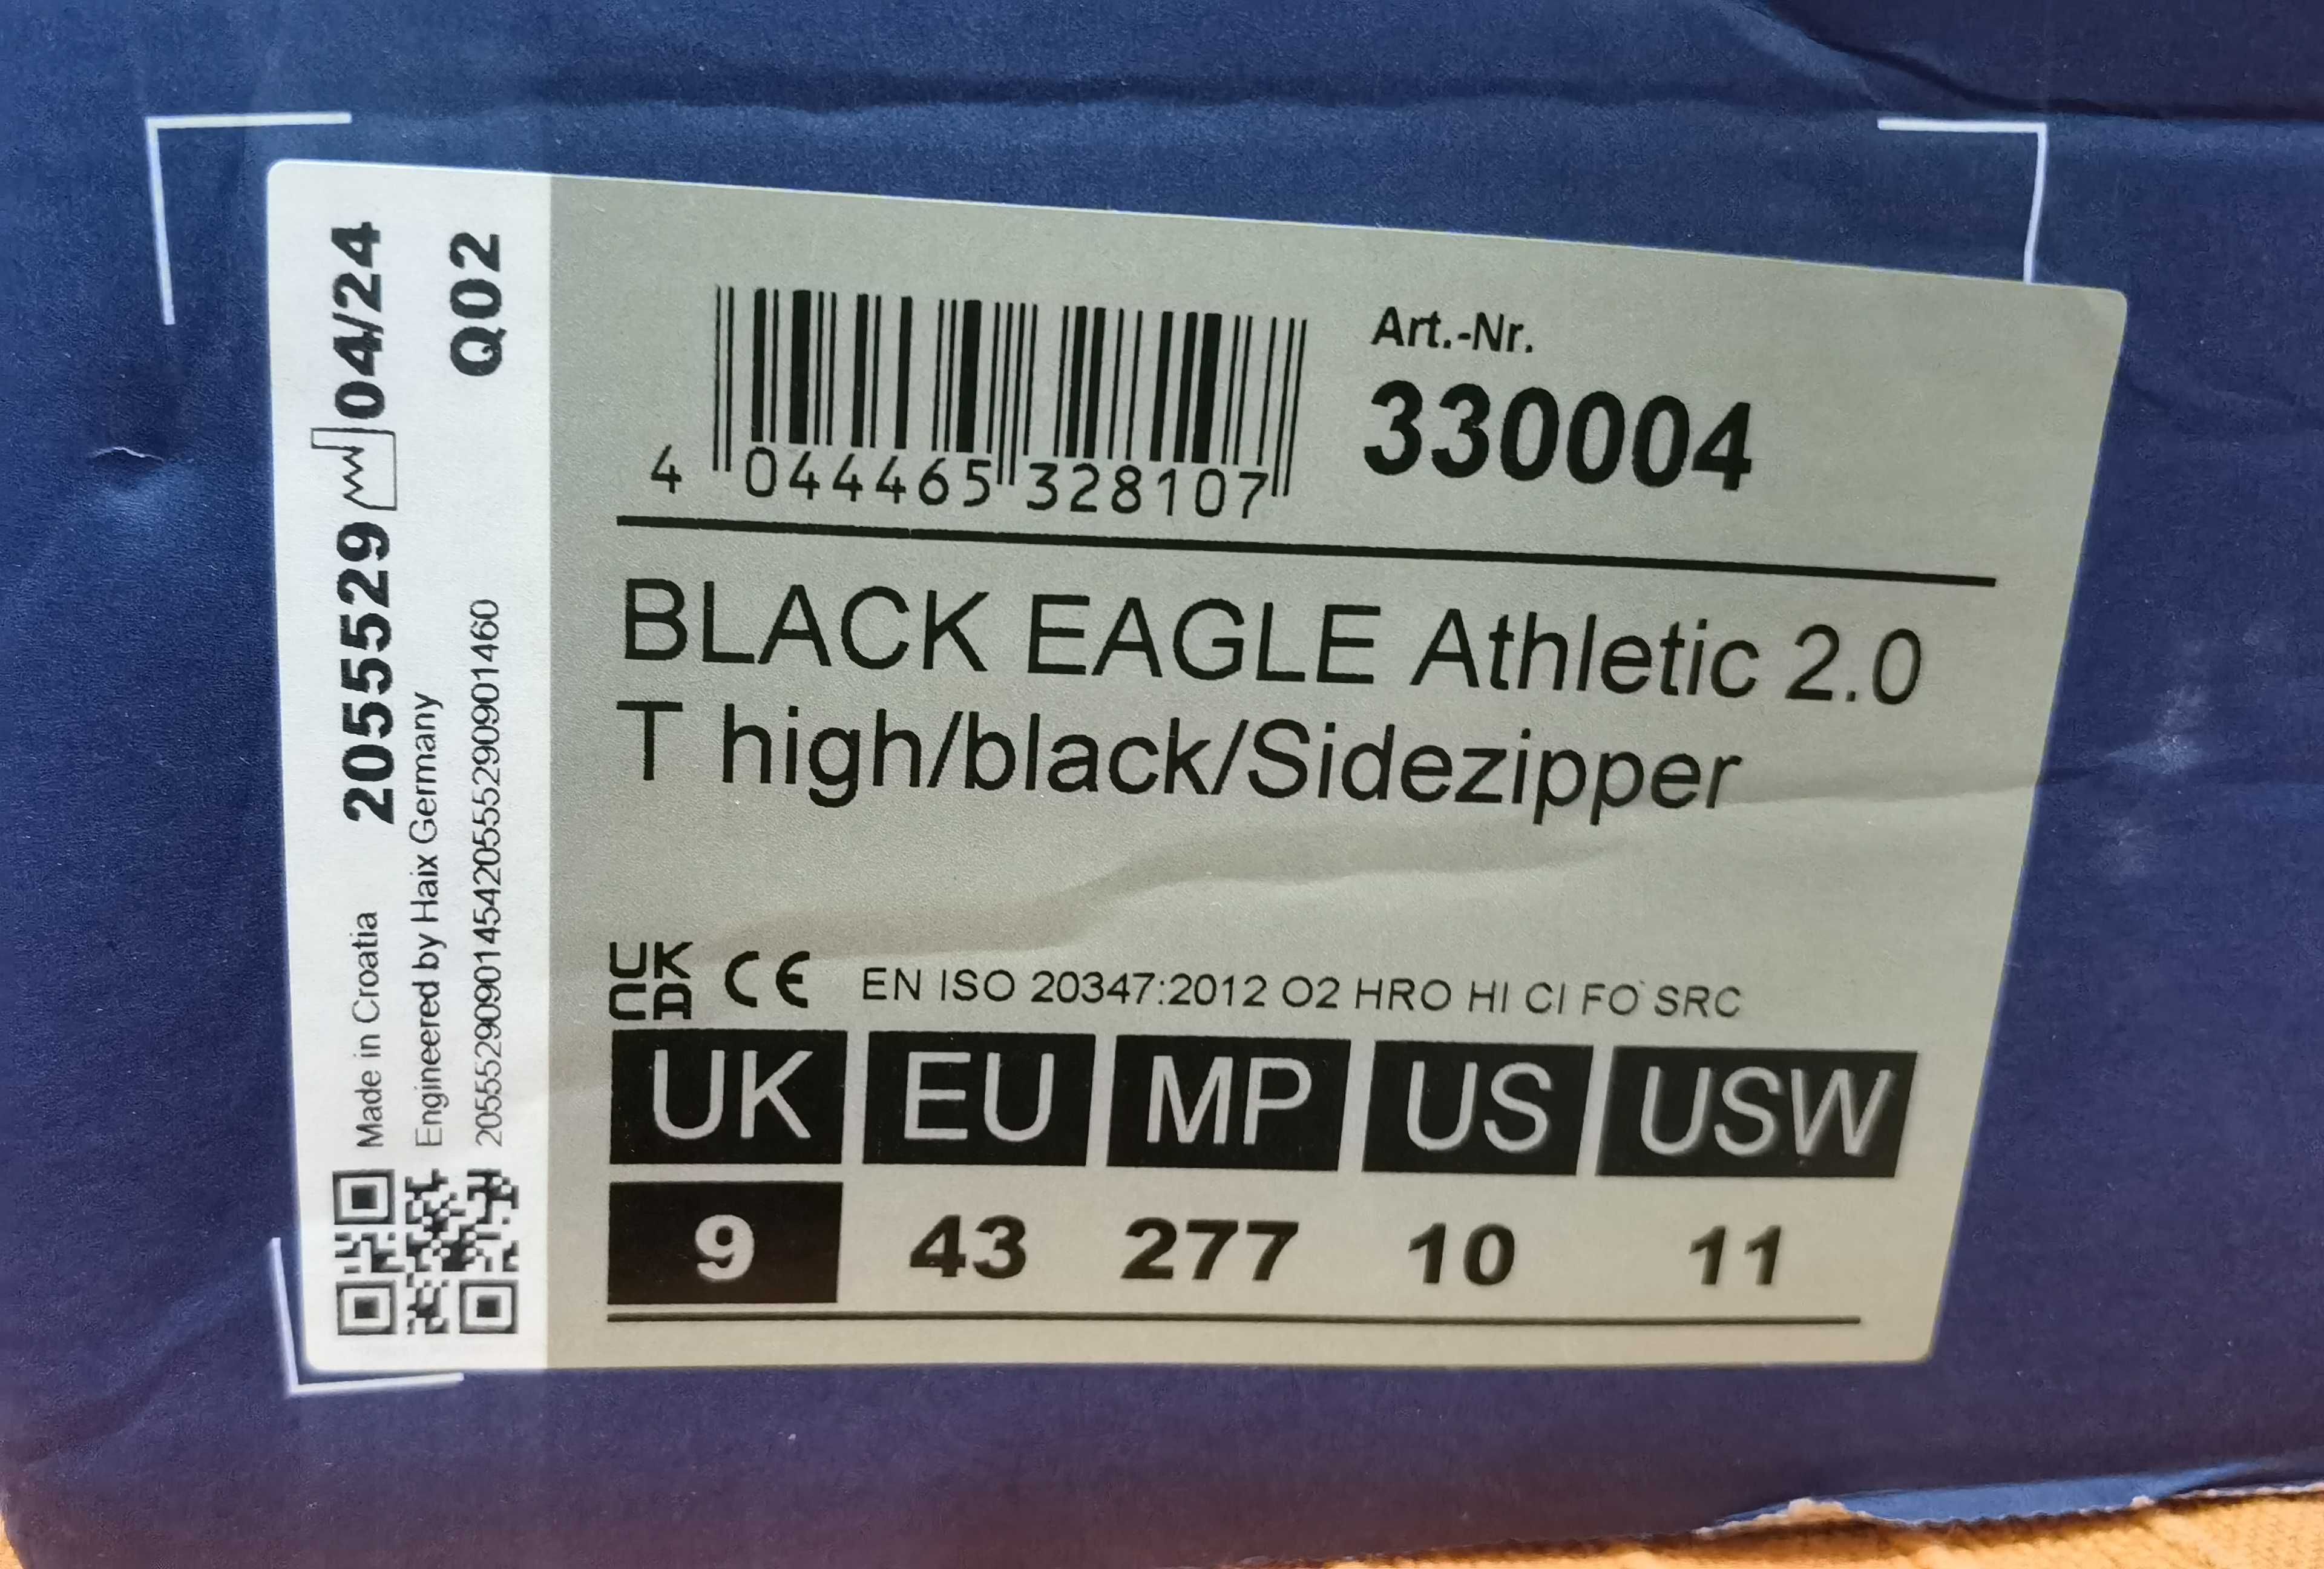 2055529 04/24
Q02
Made in Croatia
Engineered by Haix Germany
205552909014542055529090901460
4 044465 328107
Art.-Nr.
330004
BLACK EAGLE Athletic 2.0
T high/black/Sidezipper
UK
CA
CE EN ISO 20347:2012 O2 HRO HI CI FO SRC
UK EU MP US USW
9 43 277 10 11